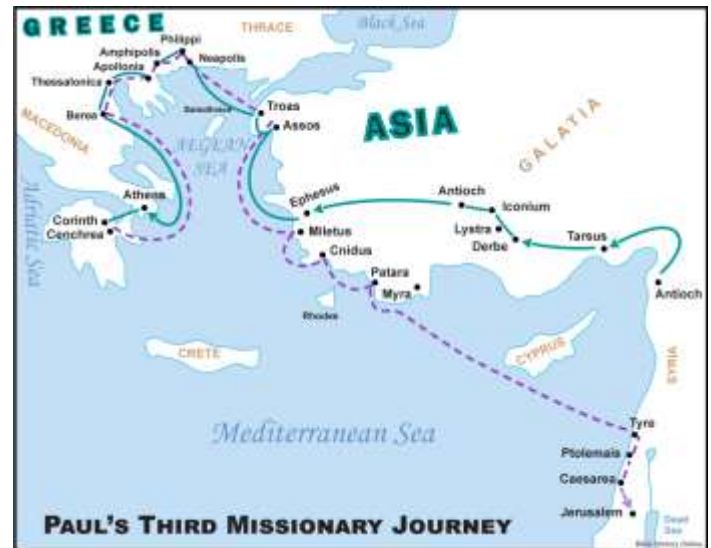 GREECE
THRACE
Black Sea
Philippi
Amphipolis
Neapolis
Apollonia
Thessalonica
Troas
Berea
Assos
ASIA
MACEDONIA
AEGEAN
SEA
GALATIA
Adriatic Sea
Athens
Ephesus
Antioch
Iconium
Corinth
Cenchrea
Miletus
Lystra
Derbe
Tarsus
Cnidus
Patara
Myra
Antioch
Rhodes
CRETE
CYPRUS
SYRIA
Mediterranean Sea
Tyre
Ptolemais
Caesarea
Jerusalem
Dead
Sea
PAUL'S THIRD MISSIONARY JOURNEY